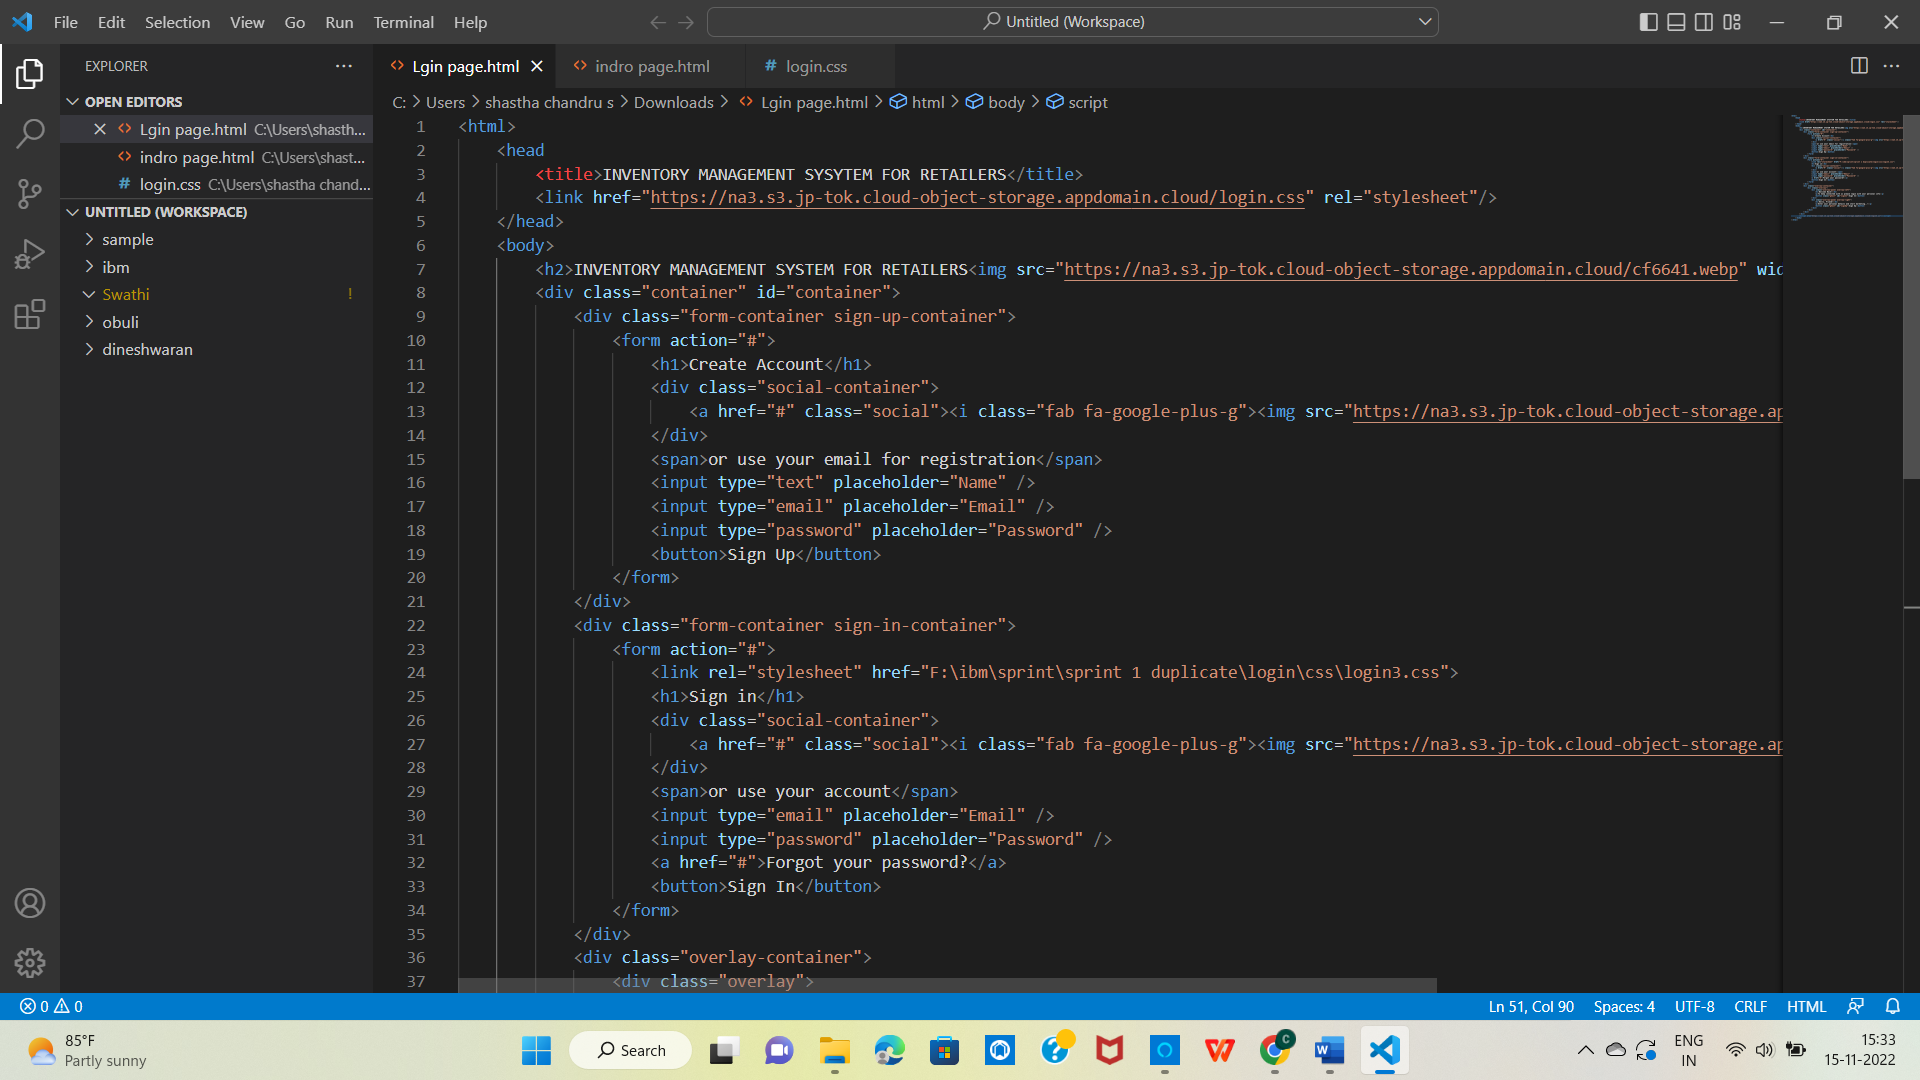 File Edit Selection View Go Run Terminal Help
Untitled (Workspace)
EXPLORER
OPEN EDITORS
Lgin page.html C:\Users\shasth...
indro page.html C:\Users\shast...
login.css C:\Users\shastha chand...
UNTITLED (WORKSPACE)
sample
ibm
Swathi !
obuli
dineshwaran
Lgin page.html
indro page.html
# login.css
C: > Users > shastha chandru s > Downloads > Lgin page.html > html > body > script
1 <html>
2 <head
3 <title>INVENTORY MANAGEMENT SYSYTEM FOR RETAILERS</title>
4 <link href="https://na3.s3.jp-tok.cloud-object-storage.appdomain.cloud/login.css" rel="stylesheet"/>
5 </head>
6 <body>
7 <h2>INVENTORY MANAGEMENT SYSTEM FOR RETAILERS<img src="https://na3.s3.jp-tok.cloud-object-storage.appdomain.cloud/cf6641.webp" wid
8 <div class="container" id="container">
9 <div class="form-container sign-up-container">
10 <form action="#">
11 <h1>Create Account</h1>
12 <div class="social-container">
13 <a href="#" class="social"><i class="fab fa-google-plus-g"><img src="https://na3.s3.jp-tok.cloud-object-storage.ap
14 </div>
15 <span>or use your email for registration</span>
16 <input type="text" placeholder="Name" />
17 <input type="email" placeholder="Email" />
18 <input type="password" placeholder="Password" />
19 <button>Sign Up</button>
20 </form>
21 </div>
22 <div class="form-container sign-in-container">
23 <form action="#">
24 <link rel="stylesheet" href="F:\ibm\sprint\sprint 1 duplicate\login\css\login3.css">
25 <h1>Sign in</h1>
26 <div class="social-container">
27 <a href="#" class="social"><i class="fab fa-google-plus-g"><img src="https://na3.s3.jp-tok.cloud-object-storage.ap
28 </div>
29 <span>or use your account</span>
30 <input type="email" placeholder="Email" />
31 <input type="password" placeholder="Password" />
32 <a href="#">Forgot your password?</a>
33 <button>Sign In</button>
34 </form>
35 </div>
36 <div class="overlay-container">
37 <div class="overlay">
0 0
Ln 51, Col 90 Spaces: 4 UTF-8 CRLF HTML
85°F
Partly sunny
Search
ENG
IN
15:33
15-11-2022